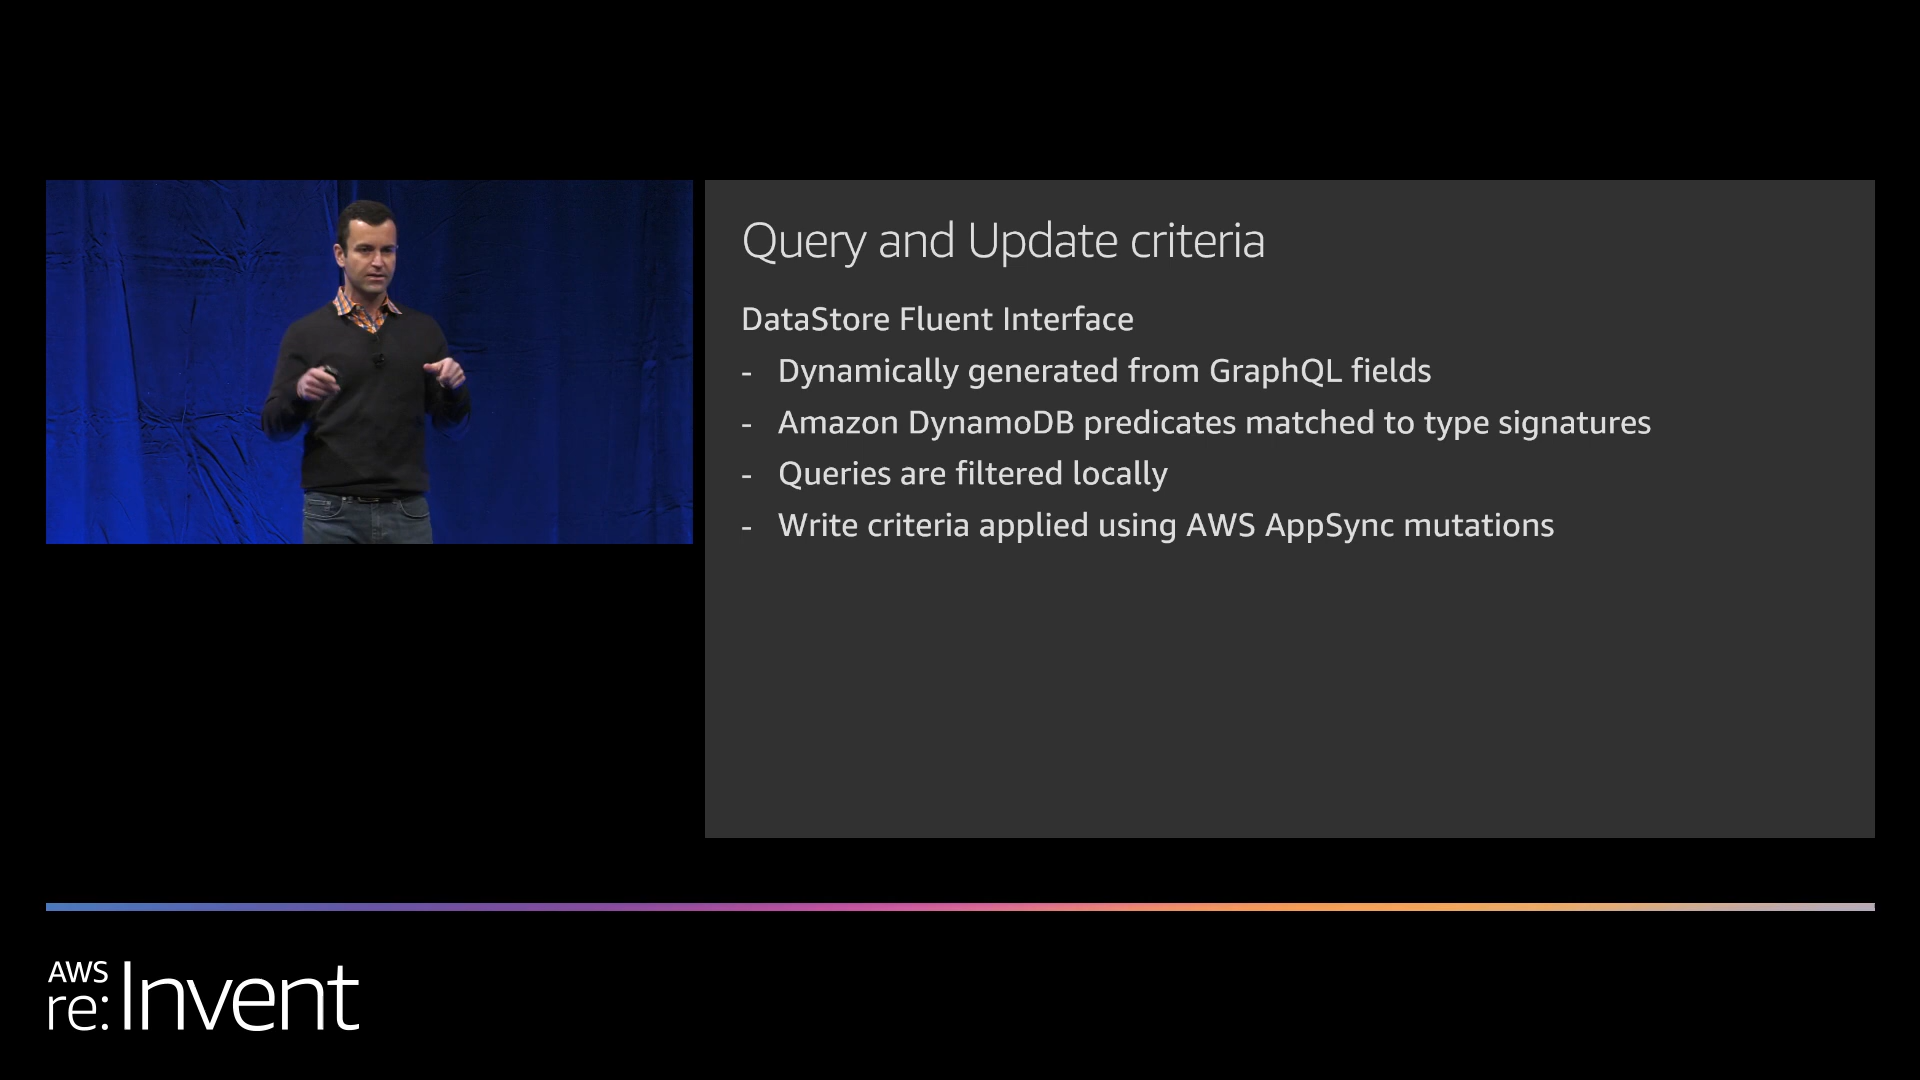 Query and Update criteria
DataStore Fluent Interface
- Dynamically generated from GraphQL fields
- Amazon DynamoDB predicates matched to type signatures
- Queries are filtered locally
- Write criteria applied using AWS AppSync mutations
AWS
re:Invent